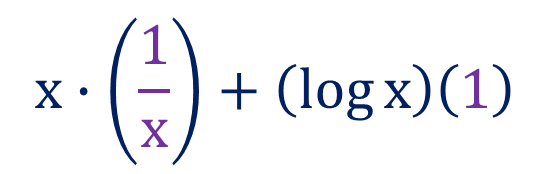 x · (1/x) + (log x)(1)